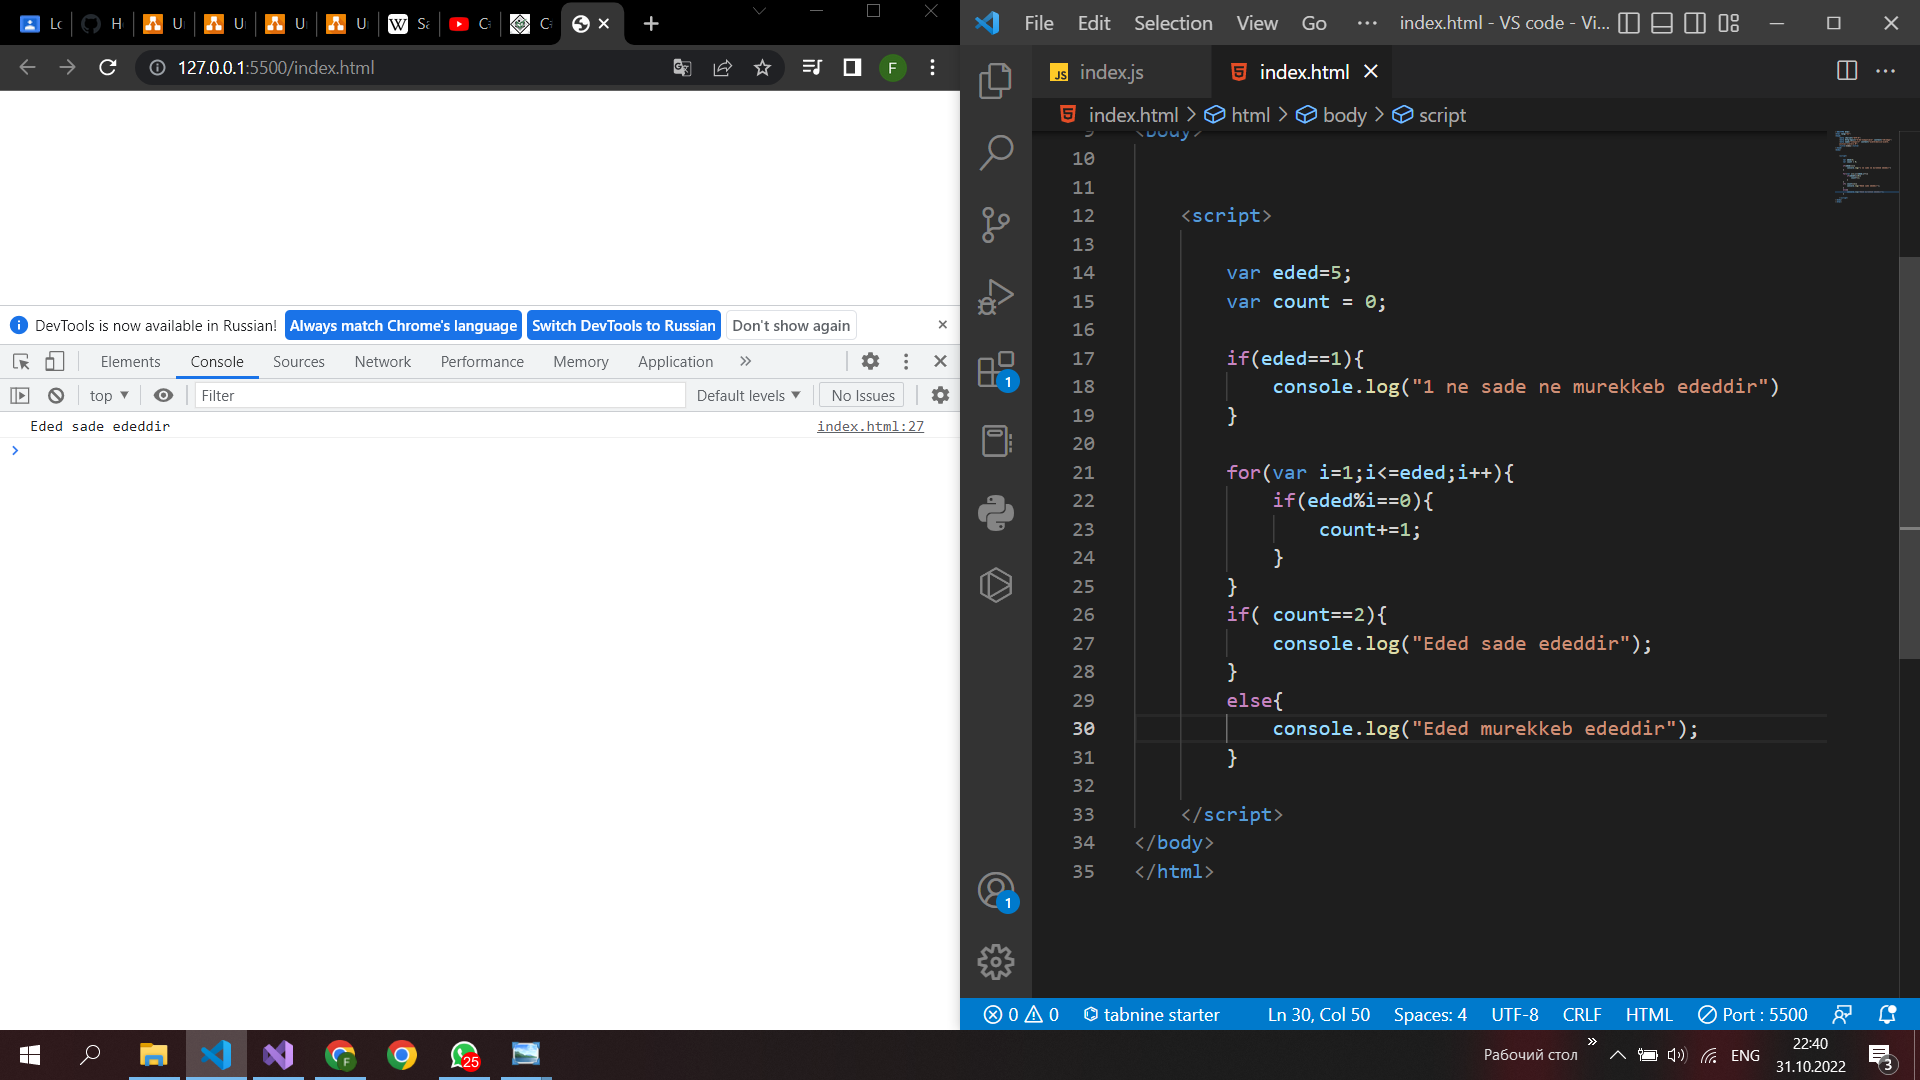 127.0.0.1:5500/index.html
F
DevTools is now available in Russian!
Always match Chrome's language
Switch DevTools to Russian
Don't show again
Elements
Console
Sources
Network
Performance
Memory
Application
top
Filter
Default levels
No Issues
Eded sade ededdir
index.html:27
File
Edit
Selection
View
Go
index.html - VS code - Vi...
index.js
index.html
index.html > html > body > script
9 <body>
10
11
12 <script>
13
14 var eded=5;
15 var count = 0;
16
17 if(eded==1){
18 console.log("1 ne sade ne murekkeb ededdir")
19 }
20
21 for(var i=1;i<=eded;i++){
22 if(eded%i==0){
23 count+=1;
24 }
25 }
26 if( count==2){
27 console.log("Eded sade ededdir");
28 }
29 else{
30 console.log("Eded murekkeb ededdir");
31 }
32
33 </script>
34 </body>
35 </html>
1
1
0
0
tabnine starter
Ln 30, Col 50
Spaces: 4
UTF-8
CRLF
HTML
Port : 5500
25
Рабочий стол
ENG
22:40
31.10.2022
3